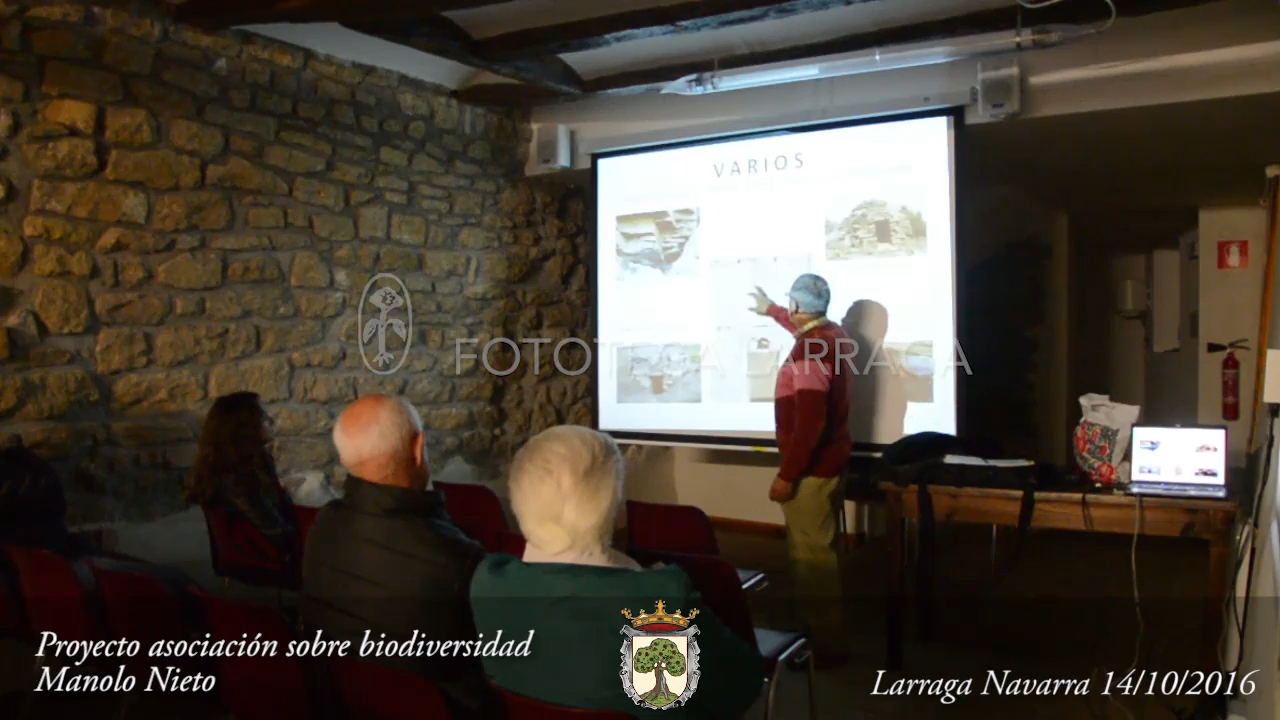 VARIOS
FOTOTECA LARRAGA
Proyecto asociación sobre biodiversidad
Manolo Nieto
Larraga Navarra 14/10/2016